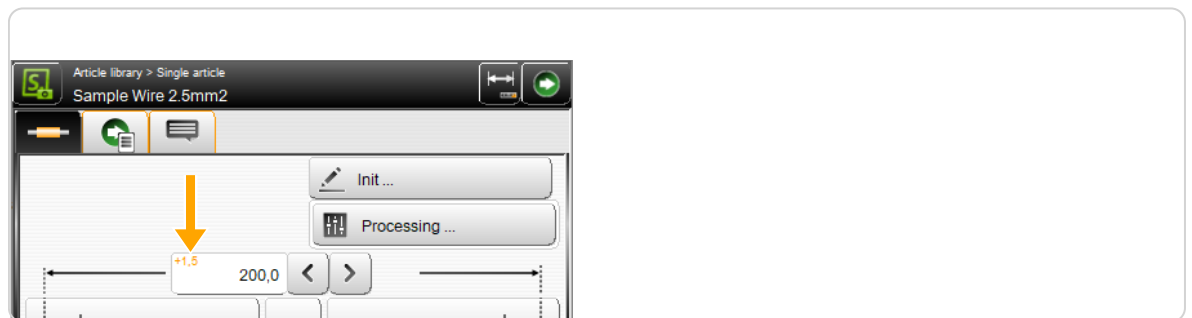 Article library > Single article
Sample Wire 2.5mm2
Init ...
Processing ...
+1,5
200,0